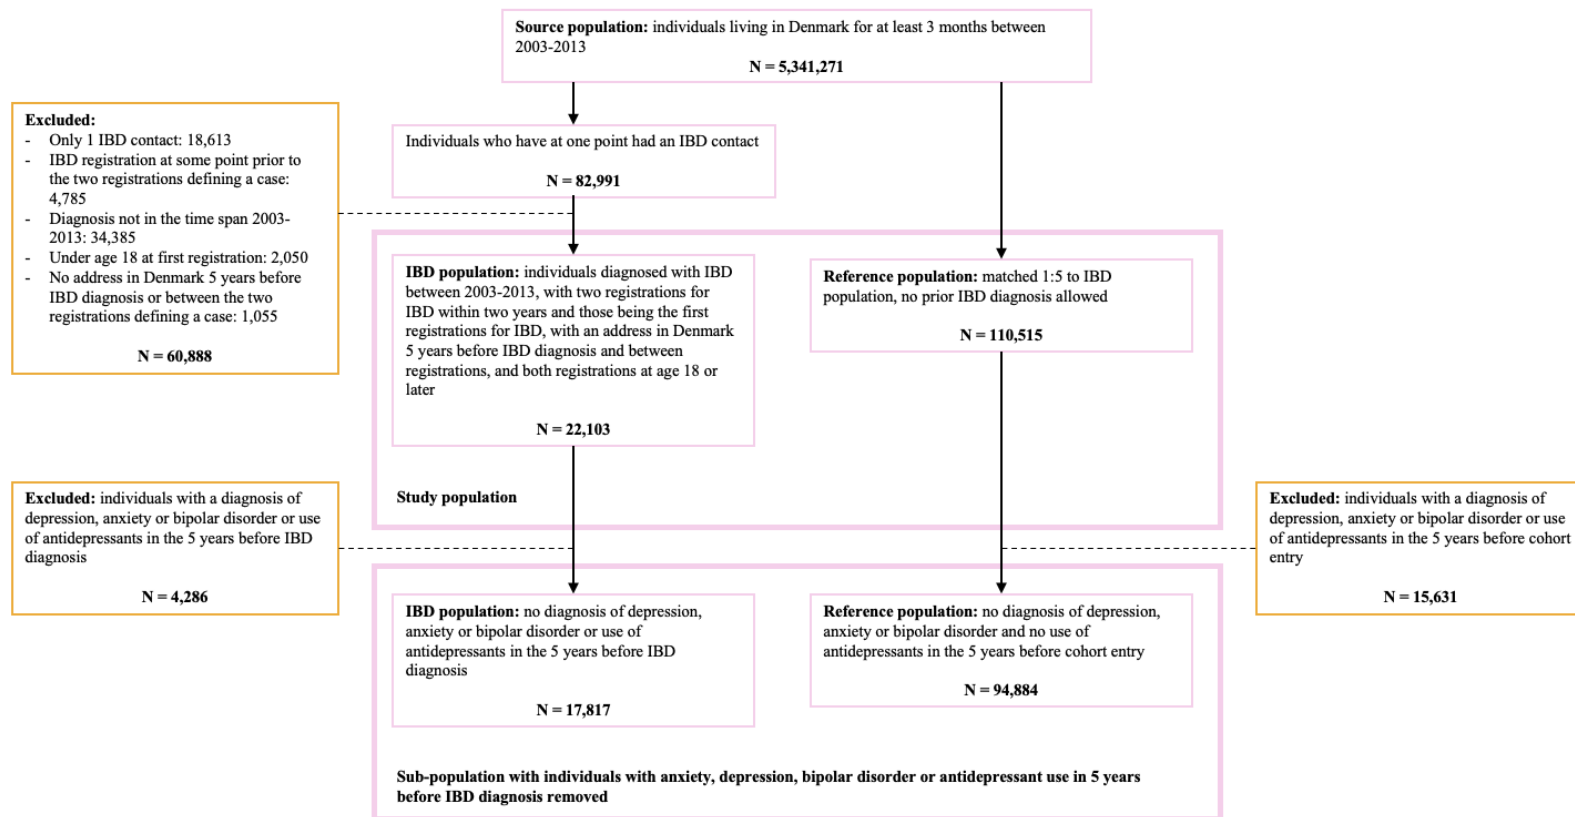 Source population: individuals living in Denmark for at least 3 months between
2003-2013
N = 5,341,271
Excluded:
- Only 1 IBD contact: 18,613
- IBD registration at some point prior to
the two registrations defining a case:
4,785
- Diagnosis not in the time span 2003-
2013: 34,385
- Under age 18 at first registration: 2,050
- No address in Denmark 5 years before
IBD diagnosis or between the two
registrations defining a case: 1,055
N = 60,888
Individuals who have at one point had an IBD contact
N = 82,991
IBD population: individuals diagnosed with IBD
between 2003-2013, with two registrations for
IBD within two years and those being the first
registrations for IBD, with an address in Denmark
5 years before IBD diagnosis and between
registrations, and both registrations at age 18 or
later
N = 22,103
Reference population: matched 1:5 to IBD
population, no prior IBD diagnosis allowed
N = 110,515
Study population
Excluded: individuals with a diagnosis of
depression, anxiety or bipolar disorder or use
of antidepressants in the 5 years before IBD
diagnosis
N = 4,286
Excluded: individuals with a diagnosis of
depression, anxiety or bipolar disorder or use
of antidepressants in the 5 years before cohort
entry
N = 15,631
IBD population: no diagnosis of depression,
anxiety or bipolar disorder or use of
antidepressants in the 5 years before IBD
diagnosis
N = 17,817
Reference population: no diagnosis of depression,
anxiety or bipolar disorder and no use of
antidepressants in the 5 years before cohort entry
N = 94,884
Sub-population with individuals with anxiety, depression, bipolar disorder or antidepressant use in 5 years
before IBD diagnosis removed